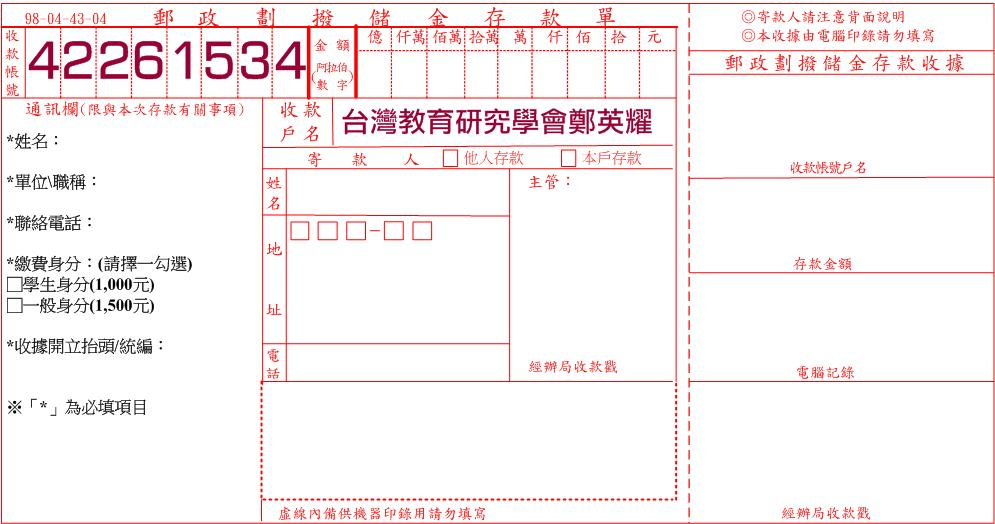 98-04-43-04 郵政劃撥儲金存款單
收款帳號 42261534 金額(阿拉伯數字) 億 仟萬 佰萬 拾萬 萬 仟 佰 拾 元
通訊欄(限與本次存款有關事項)
*姓名：
*單位\職稱：
*聯絡電話：
*繳費身分：(請擇一勾選)
□學生身分(1,000元)
□一般身分(1,500元)
*收據開立抬頭/統編：
※「*」為必填項目
收款戶名 台灣教育研究學會鄭英耀
寄款人 □他人存款 □本戶存款
姓名
主管：
□□□-□□
地址
電話
經辦局收款戳
虛線內備供機器印錄用請勿填寫
◎寄款人請注意背面說明
◎本收據由電腦印錄請勿填寫
郵政劃撥儲金存款收據
收款帳號戶名
存款金額
電腦記錄
經辦局收款戳